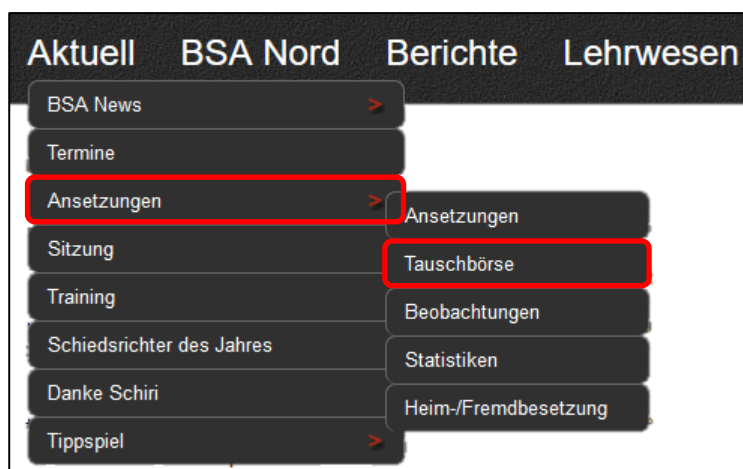 Aktuell BSA Nord Berichte Lehrwesen
BSA News >
Termine
Ansetzungen >
Sitzung
Training
Schiedsrichter des Jahres
Danke Schiri
Tippspiel >
Ansetzungen
Tauschbörse
Beobachtungen
Statistiken
Heim-/Fremdbesetzung